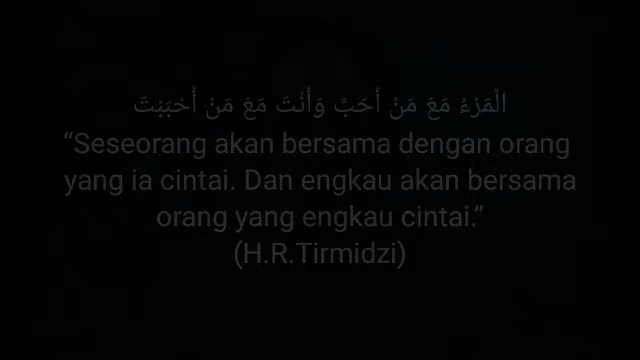 الْمَرْءُ مَعَ مَنْ أَحَبَّ وَأَنْتَ مَعَ مَنْ أَحْبَبْتَ
“Seseorang akan bersama dengan orang
yang ia cintai. Dan engkau akan bersama
orang yang engkau cintai.”
(H.R.Tirmidzi)